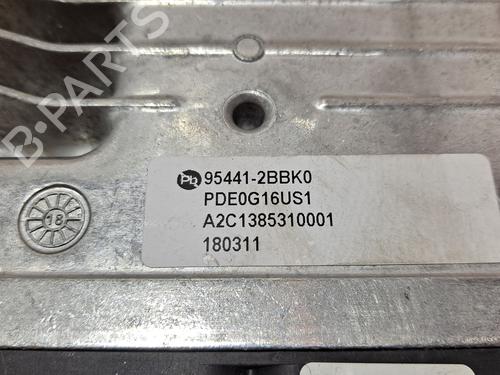 B-PARTS
Pb 95441-2BBK0
PDE0G16US1
A2C1385310001
180311
18